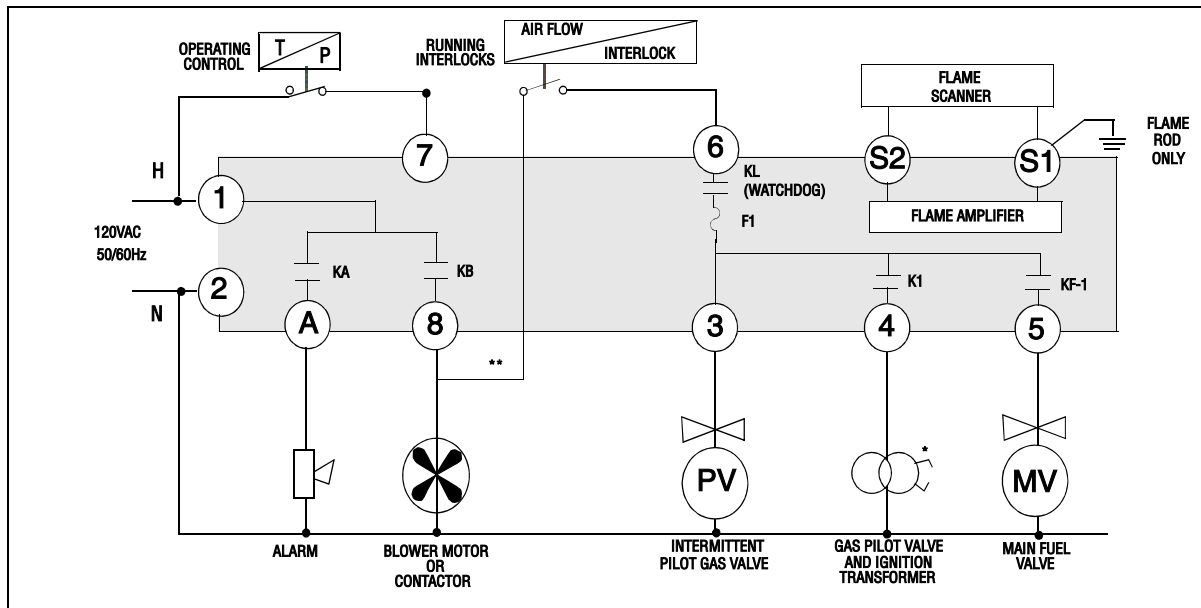 OPERATING
CONTROL
T
P
RUNNING
INTERLOCKS
AIR FLOW
INTERLOCK
FLAME
SCANNER
FLAME
ROD
ONLY
7
6
S2
S1
H
1
KL
(WATCHDOG)
F1
FLAME AMPLIFIER
120VAC
50/60Hz
2
N
KA
KB
K1
KF-1
A
8
3
4
5
**
*
PV
MV
ALARM
BLOWER MOTOR
OR
CONTACTOR
INTERMITTENT
PILOT GAS VALVE
GAS PILOT VALVE
AND IGNITION
TRANSFORMER
MAIN FUEL
VALVE